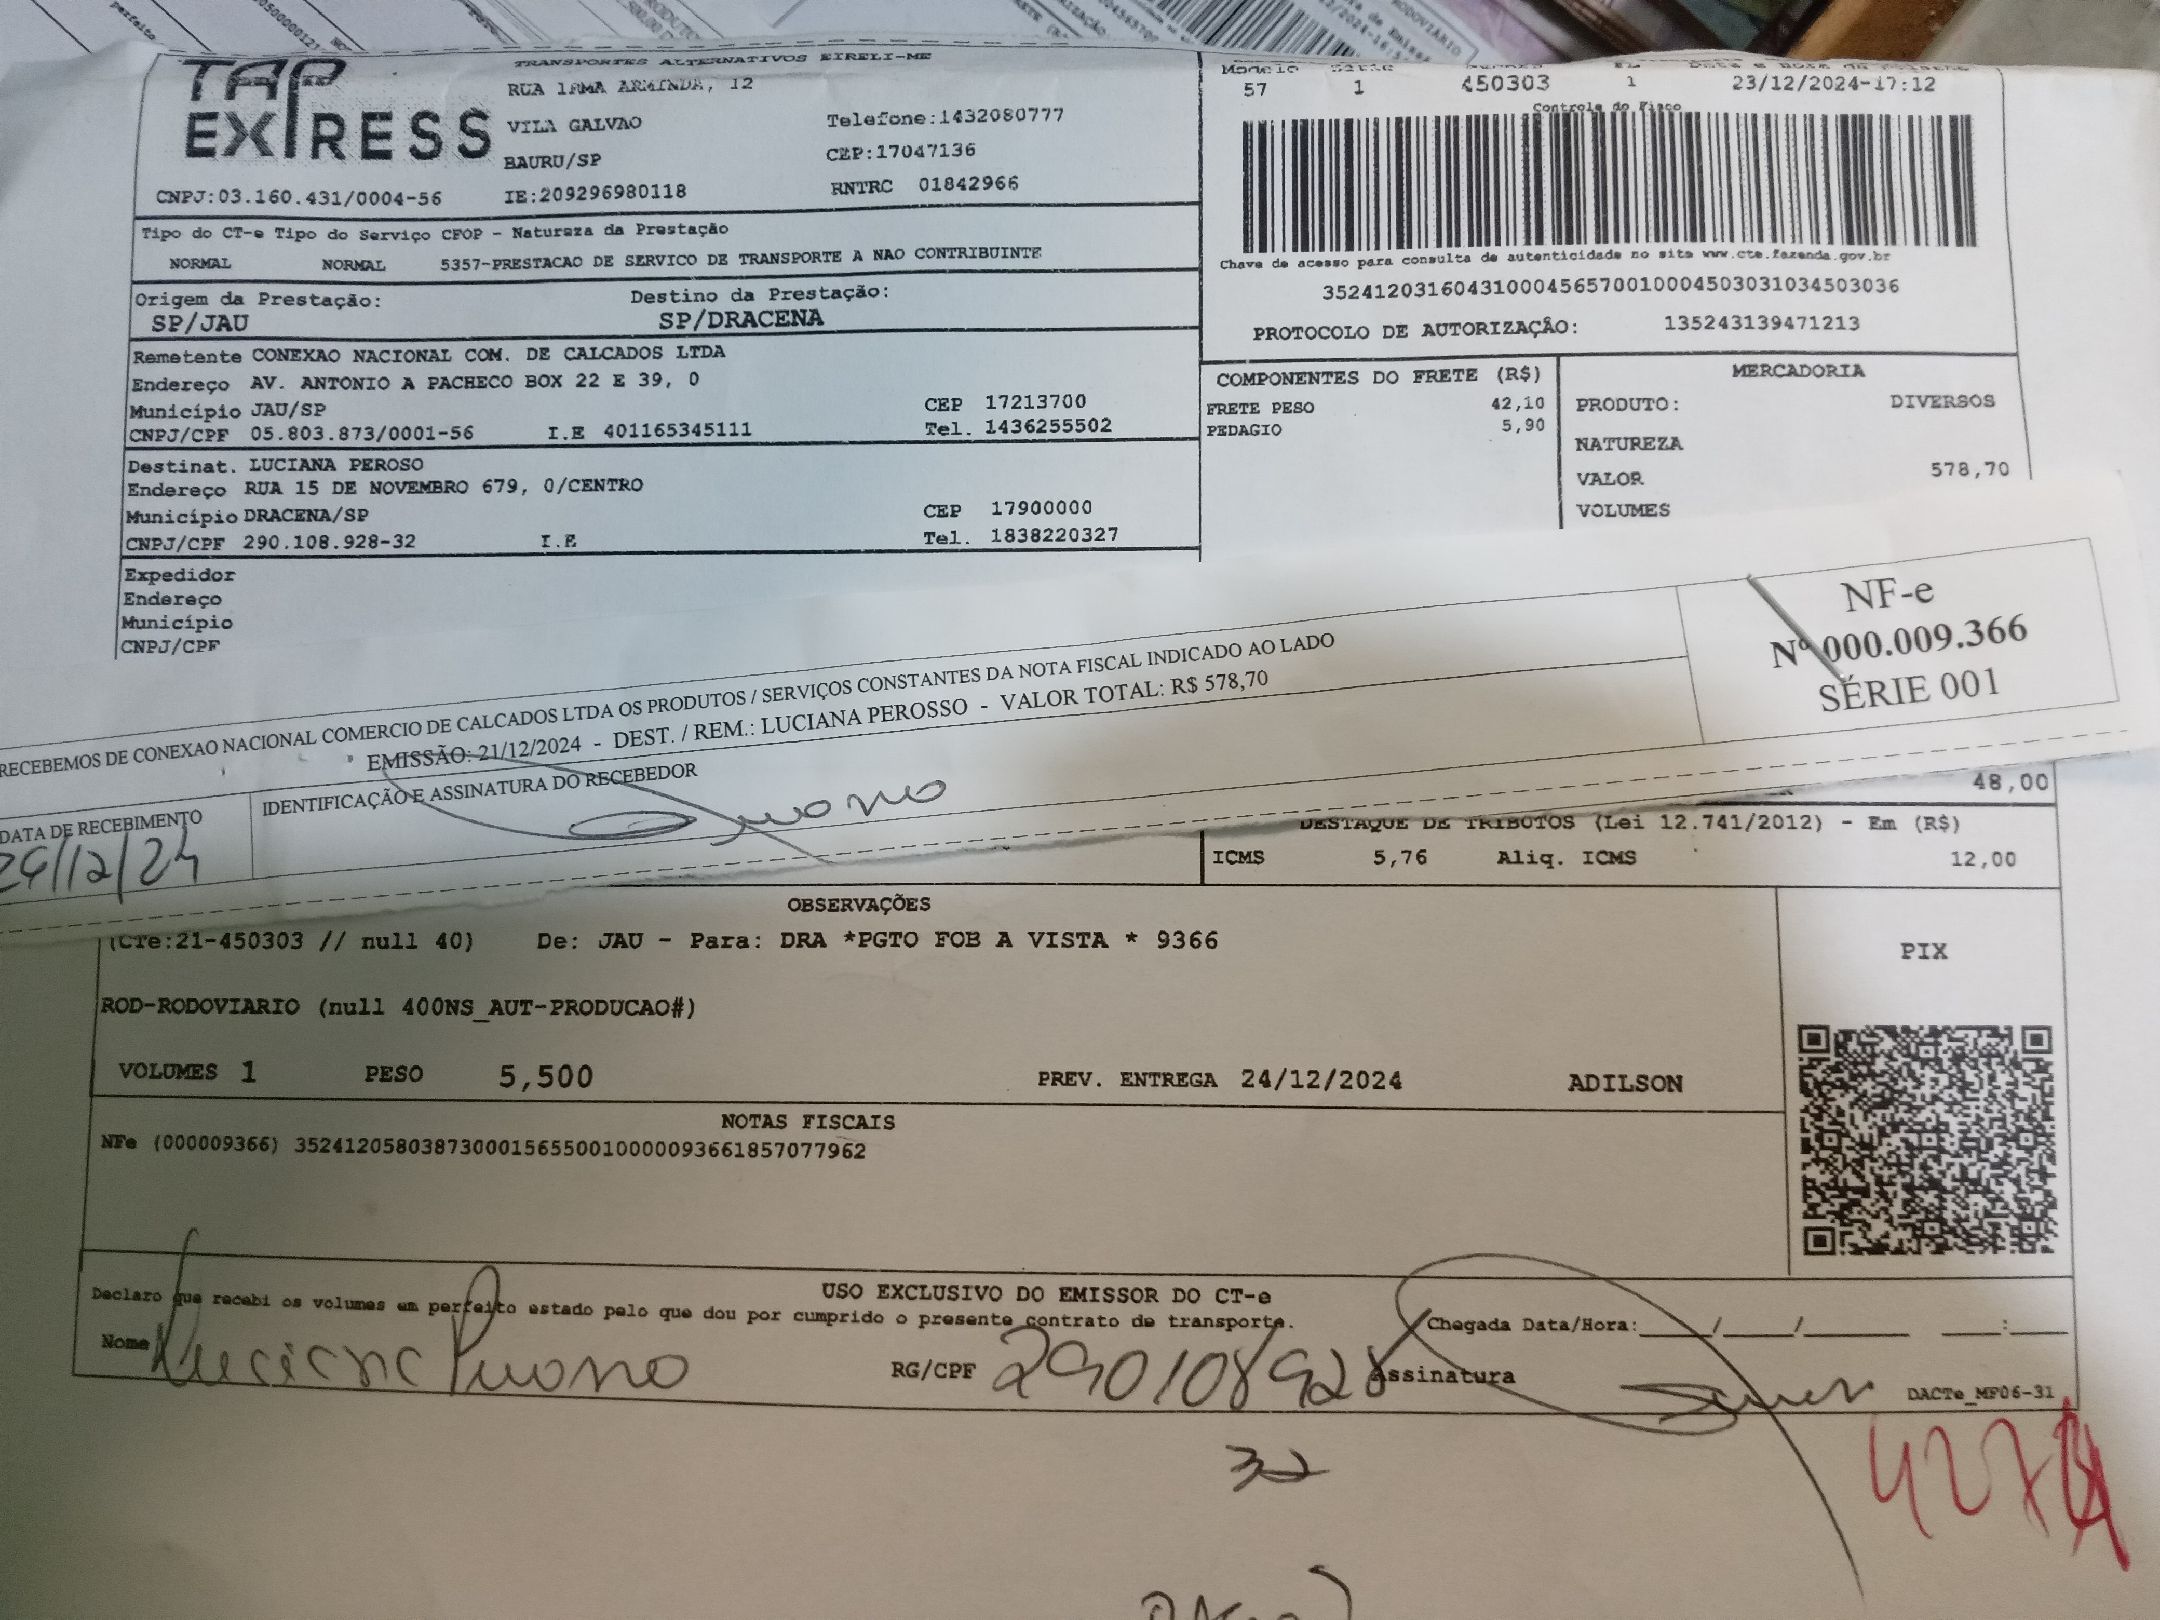 TAP EXPRESS
TRANSPORTES ALTERNATIVOS EIRELI-ME
RUA IRMA ARMINDA, 12
VILA GALVAO Telefone:1432080777
BAURU/SP CEP:17047136
CNPJ:03.160.431/0004-56 IE:209296980118 RNTRC 01842966
Modelo Série
57 1 450303 1 23/12/2024-17:12
Controle do Fisco
Chave de acesso para consulta de autenticidade no site www.cte.fazenda.gov.br
35241203160431000456570010004503031034503036
PROTOCOLO DE AUTORIZAÇÃO: 135243139471213
Tipo do CT-e Tipo do Serviço CFOP - Natureza da Prestação
NORMAL NORMAL 5357-PRESTACAO DE SERVICO DE TRANSPORTE A NAO CONTRIBUINTE
Origem da Prestação: Destino da Prestação:
SP/JAU SP/DRACENA
Remetente CONEXAO NACIONAL COM. DE CALCADOS LTDA
Endereço AV. ANTONIO A PACHECO BOX 22 E 39, 0
Município JAU/SP CEP 17213700
CNPJ/CPF 05.803.873/0001-56 I.E 401165345111 Tel. 1436255502
Destinat. LUCIANA PEROSO
Endereço RUA 15 DE NOVEMBRO 679, 0/CENTRO
Município DRACENA/SP CEP 17900000
CNPJ/CPF 290.108.928-32 I.E Tel. 1838220327
Expedidor
Endereço
Município
CNPJ/CPF
COMPONENTES DO FRETE (R$)
FRETE PESO 42,10
PEDAGIO 5,90
MERCADORIA
PRODUTO: DIVERSOS
NATUREZA
VALOR 578,70
VOLUMES
RECEBEMOS DE CONEXAO NACIONAL COMERCIO DE CALCADOS LTDA OS PRODUTOS / SERVIÇOS CONSTANTES DA NOTA FISCAL INDICADO AO LADO
EMISSÃO: 21/12/2024 - DEST. / REM.: LUCIANA PEROSSO - VALOR TOTAL: R$ 578,70
DATA DE RECEBIMENTO IDENTIFICAÇÃO E ASSINATURA DO RECEBEDOR
24/12/24
NF-e
Nº 000.009.366
SÉRIE 001
48,00
DESTAQUE DE TRIBUTOS (Lei 12.741/2012) - Em (R$)
ICMS 5,76 Aliq. ICMS 12,00
OBSERVAÇÕES
(CTe:21-450303 // null 40) De: JAU - Para: DRA *PGTO FOB A VISTA * 9366
ROD-RODOVIARIO (null 400NS_AUT-PRODUCAO#)
PIX
VOLUMES 1 PESO 5,500 PREV. ENTREGA 24/12/2024 ADILSON
NOTAS FISCAIS
NFe (000009366) 35241205803873000156550010000093661857077962
USO EXCLUSIVO DO EMISSOR DO CT-e
Declaro que recebi os volumes em perfeito estado pelo que dou por cumprido o presente contrato de transporte.
Chegada Data/Hora:____/____/______ ___:___
Nome Luciana Peroso RG/CPF 290108928 Assinatura
DACTe_MF06-31
32